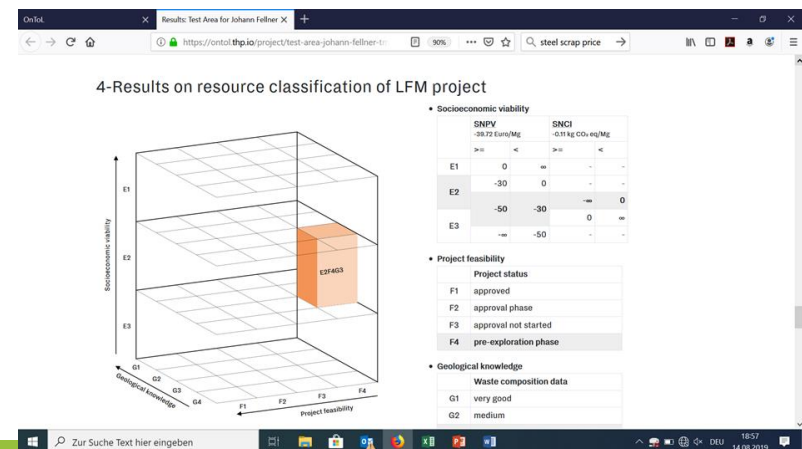 OnToL
Results: Test Area for Johann Fellner
https://ontol.thp.io/project/test-area-johann-fellner-tr
90%
steel scrap price
4-Results on resource classification of LFM project
E1
E2
E3
Socioeconomic viability
E2F4G3
G1
G2
G3
G4
Geological knowledge
F1
F2
F3
F4
Project feasibility
• Socioeconomic viability
SNPV SNCI
-39.72 Euro/Mg -0.11 kg CO₂ eq/Mg
>= < >= <
E1 0 ∞ - -
E2 -30 0 - -
-50 -30 -∞ 0
0 ∞
E3 -∞ -50 - -
• Project feasibility
Project status
F1 approved
F2 approval phase
F3 approval not started
F4 pre-exploration phase
• Geological knowledge
Waste composition data
G1 very good
G2 medium
Zur Suche Text hier eingeben
DEU
18:57
14.08.2019